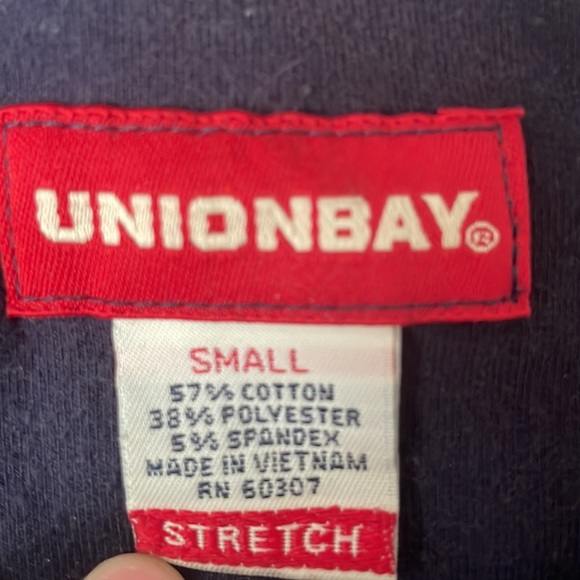 UNIONBAY®
SMALL
57% COTTON
38% POLYESTER
5% SPANDEX
MADE IN VIETNAM
RN 60307
STRETCH